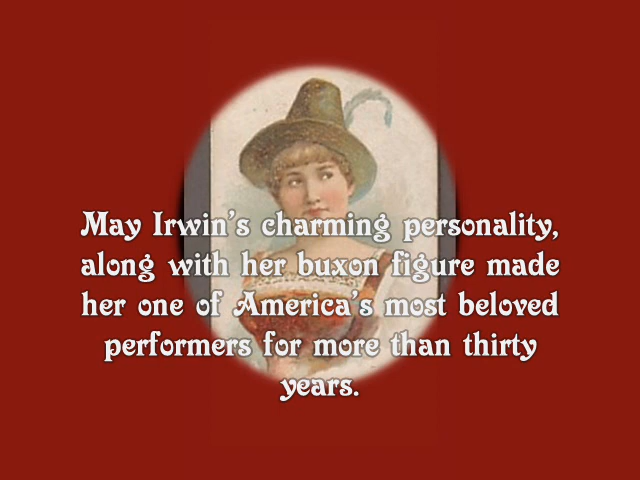 May Irwin's charming personality,
along with her buxon figure made
her one of America's most beloved
performers for more than thirty
years.